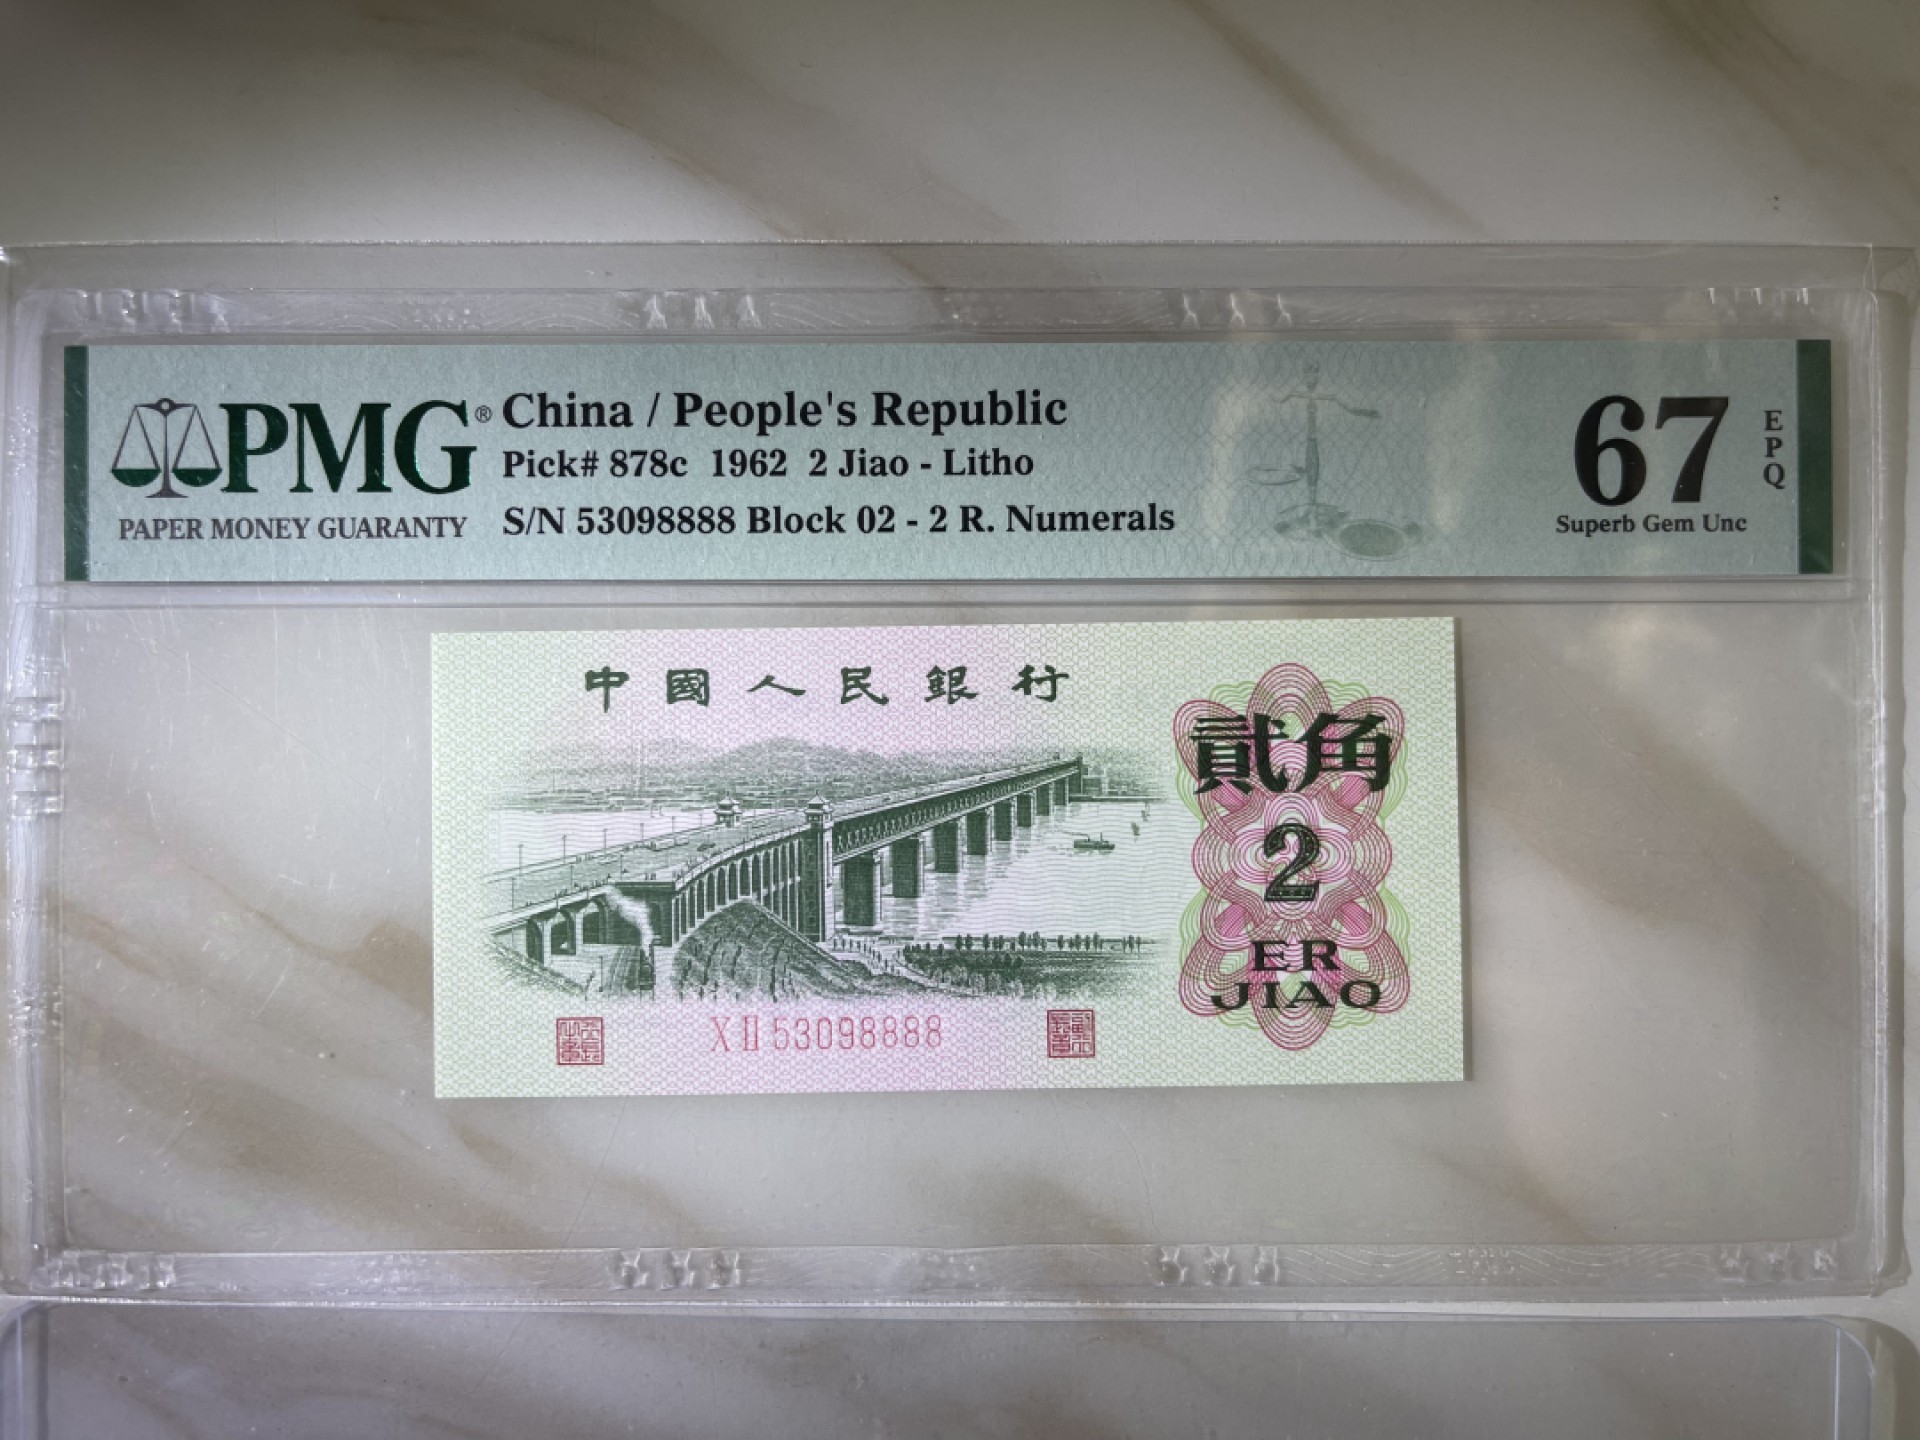 PMG®
PAPER MONEY GUARANTY
China / People's Republic
Pick# 878c 1962 2 Jiao - Litho
S/N 53098888 Block 02 - 2 R. Numerals
67
EPQ
Superb Gem Unc
中國人民銀行
貳角
2
ER
JIAO
X II 53098888